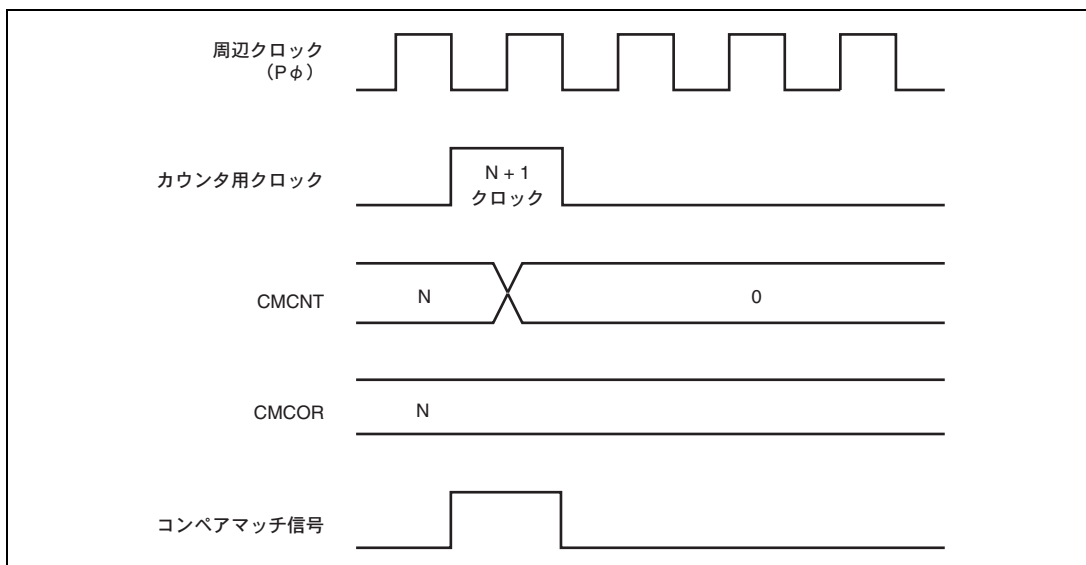 周辺クロック
（Pφ）
カウンタ用クロック
N + 1
クロック
CMCNT
N
0
CMCOR
N
コンペアマッチ信号